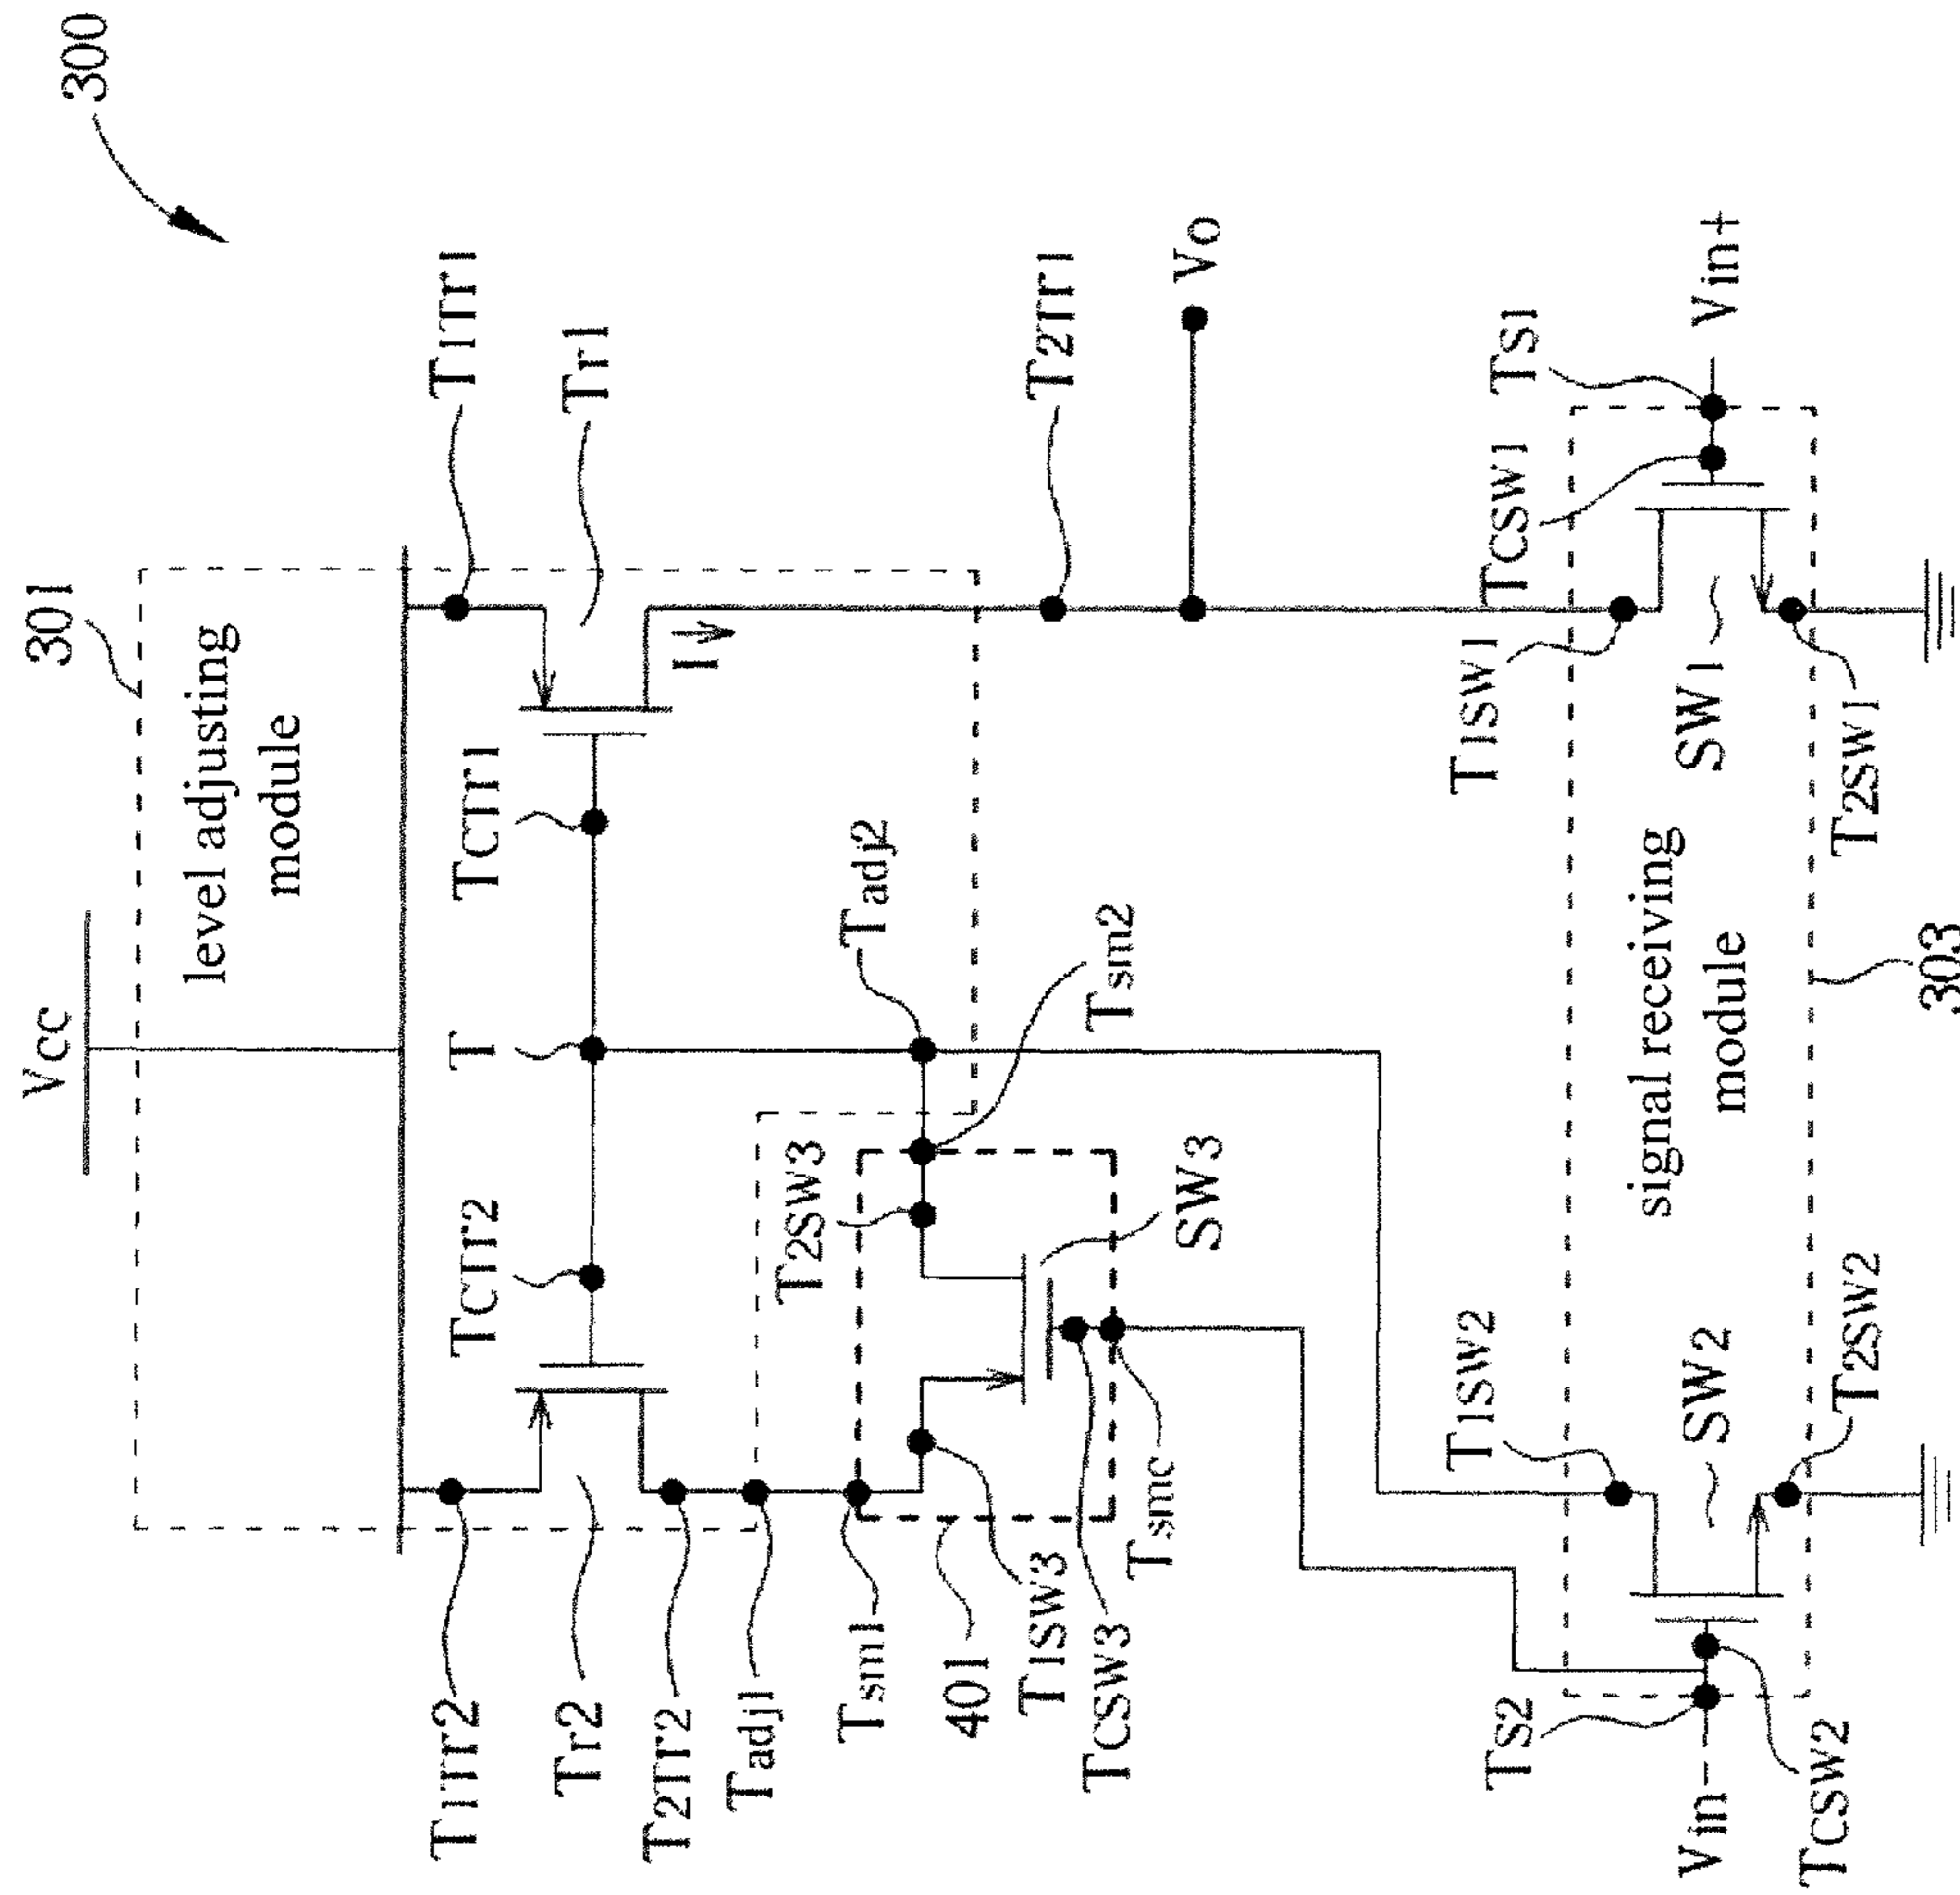 300
Vcc
301
level adjusting
module
T1Tr2
TCTr2
T
TCTr1
T1Tr1
Tr2
Tr1
T2Tr2
I
Tadj1
T2SW3
Tadj2
T2Tr1
Tsm1
Tsm2
401
T1SW3
SW3
Vo
TCSW3
Tsmc
T1SW2
T1SW1
TCSW1
TS2
TS1
signal receiving
module
Vin-
SW2
SW1
Vin+
TCSW2
T2SW2
T2SW1
303